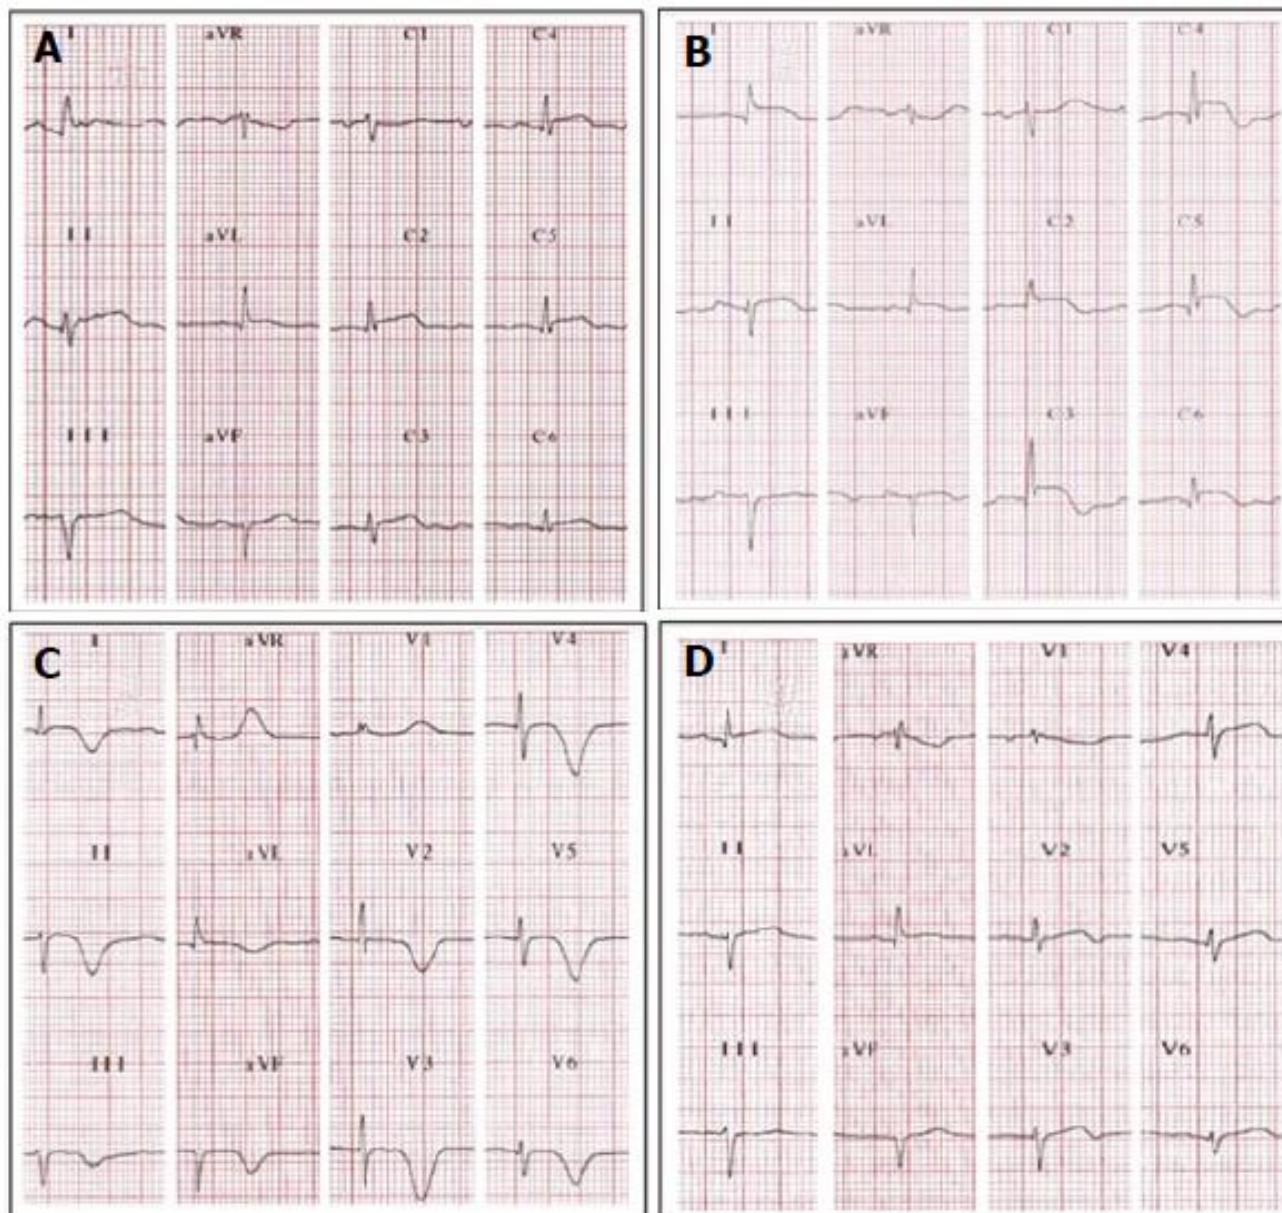 A
I aVR C1 C4
II aVL C2 C5
III aVF C3 C6
B
I aVR C1 C4
II aVL C2 C5
III aVF C3 C6
C
I aVR V1 V4
II aVL V2 V5
III aVF V3 V6
D
I aVR V1 V4
II aVL V2 V5
III aVF V3 V6